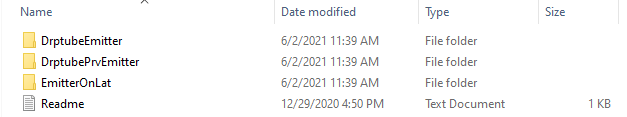 Name Date modified Type Size
DrptubeEmitter 6/2/2021 11:39 AM File folder
DrptubePrvEmitter 6/2/2021 11:39 AM File folder
EmitterOnLat 6/2/2021 11:39 AM File folder
Readme 12/29/2020 4:50 PM Text Document 1 KB